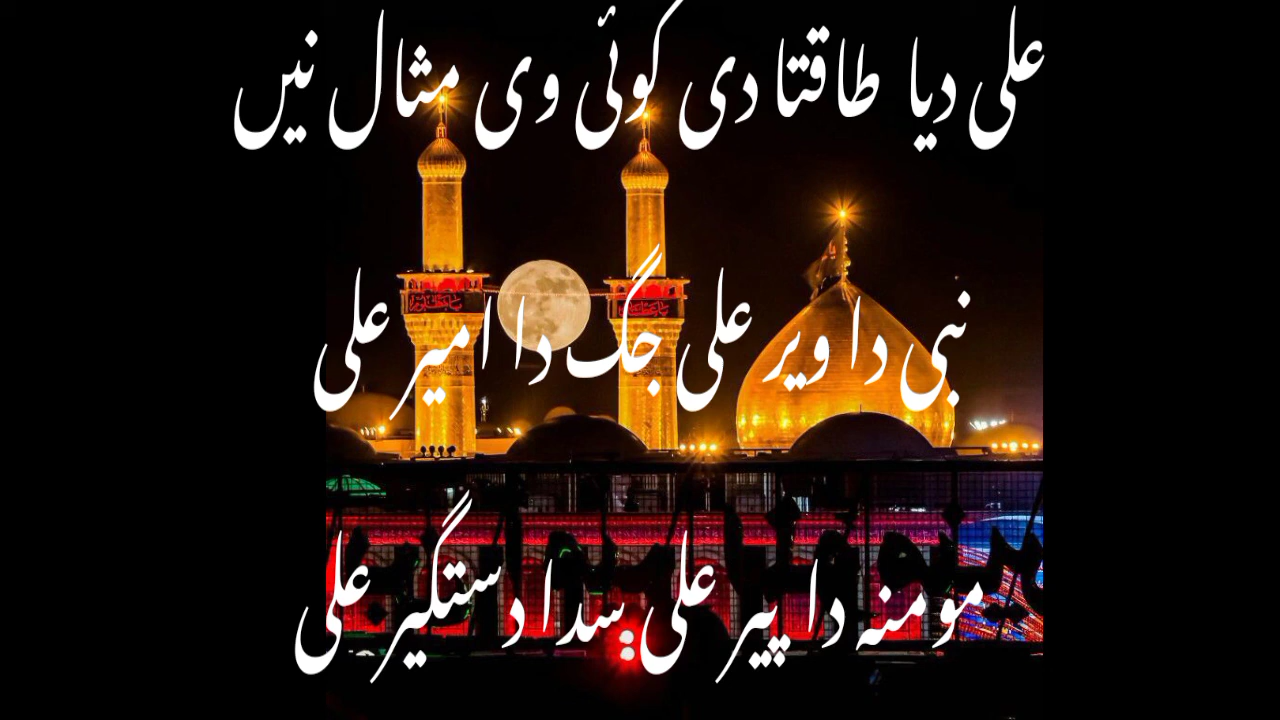 علی دیا طاقتا دی کوئی وی مثال نیں
نبی دا ویر علی جگ دا امیر علی
مومنہ دا پیر علی سدا دستگیر علی